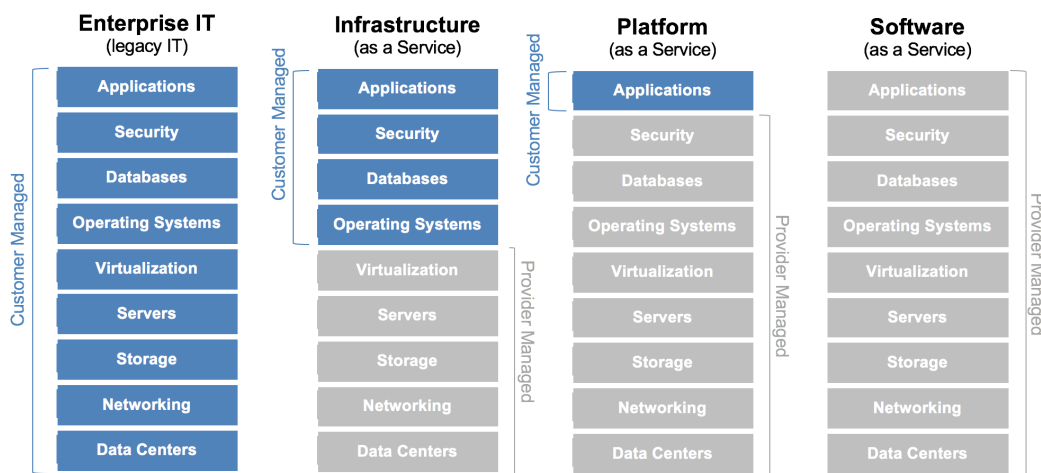 Enterprise IT
(legacy IT)
Customer Managed
Applications
Security
Databases
Operating Systems
Virtualization
Servers
Storage
Networking
Data Centers
Infrastructure
(as a Service)
Customer Managed
Applications
Security
Databases
Operating Systems
Virtualization
Servers
Storage
Networking
Data Centers
Provider Managed
Platform
(as a Service)
Customer Managed
Applications
Security
Databases
Operating Systems
Virtualization
Servers
Storage
Networking
Data Centers
Provider Managed
Software
(as a Service)
Applications
Security
Databases
Operating Systems
Virtualization
Servers
Storage
Networking
Data Centers
Provider Managed